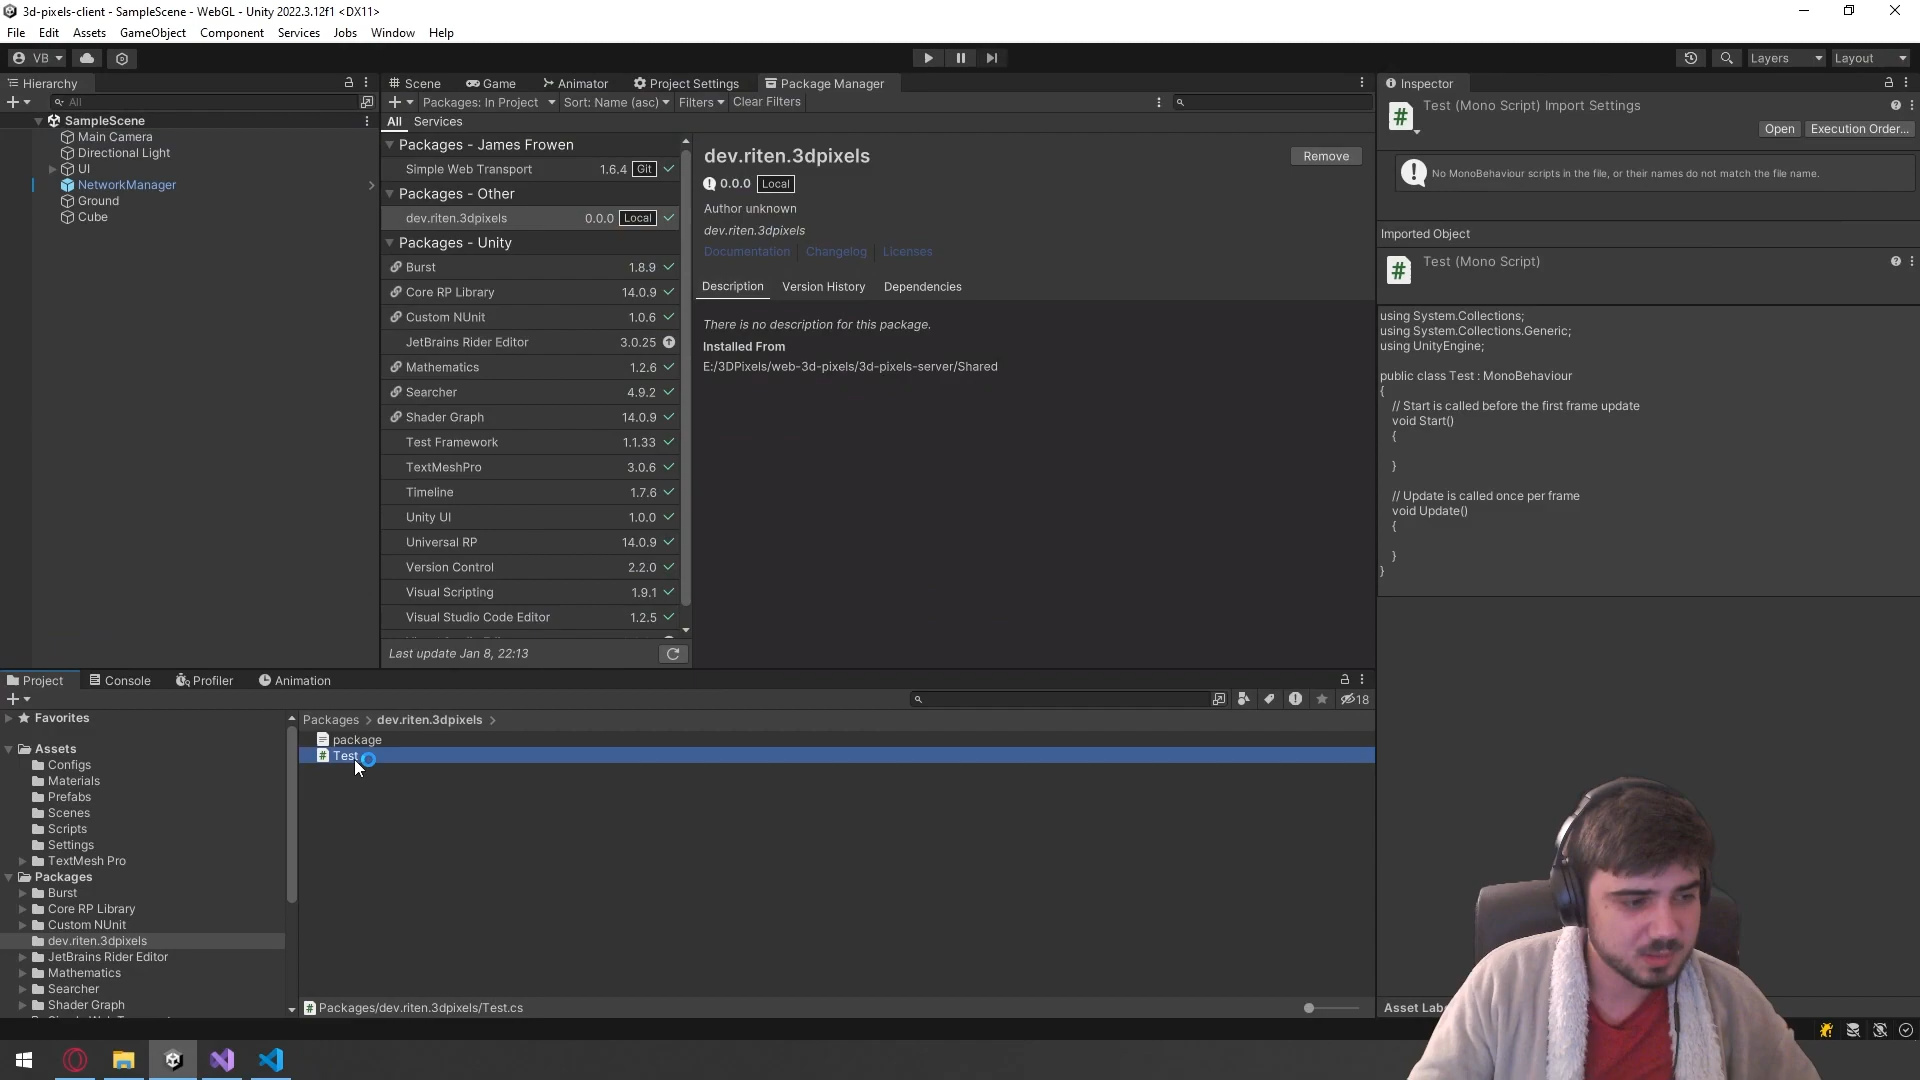 3d-pixels-client - SampleScene - WebGL - Unity 2022.3.12f1 <DX11>
File Edit Assets GameObject Component Services Jobs Window Help
VB Layers Layout
Hierarchy
All
SampleScene
Main Camera
Directional Light
UI
NetworkManager
Ground
Cube
Scene Game Animator Project Settings Package Manager
Packages: In Project Sort: Name (asc) Filters Clear Filters
All Services
Packages - James Frowen
Simple Web Transport 1.6.4 Git
Packages - Other
dev.riten.3dpixels 0.0.0 Local
Packages - Unity
Burst 1.8.9
Core RP Library 14.0.9
Custom NUnit 1.0.6
JetBrains Rider Editor 3.0.25
Mathematics 1.2.6
Searcher 4.9.2
Shader Graph 14.0.9
Test Framework 1.1.33
TextMeshPro 3.0.6
Timeline 1.7.6
Unity UI 1.0.0
Universal RP 14.0.9
Version Control 2.2.0
Visual Scripting 1.9.1
Visual Studio Code Editor 1.2.5
Last update Jan 8, 22:13
dev.riten.3dpixels
Remove
0.0.0 Local
Author unknown
dev.riten.3dpixels
Documentation Changelog Licenses
Description Version History Dependencies
There is no description for this package.
Installed From
E:/3DPixels/web-3d-pixels/3d-pixels-server/Shared
Inspector
Test (Mono Script) Import Settings
Open Execution Order...
No MonoBehaviour scripts in the file, or their names do not match the file name.
Imported Object
Test (Mono Script)
using System.Collections;
using System.Collections.Generic;
using UnityEngine;
public class Test : MonoBehaviour
{
// Start is called before the first frame update
void Start()
{
}
// Update is called once per frame
void Update()
{
}
}
Project Console Profiler Animation
18
Favorites
Assets
Configs
Materials
Prefabs
Scenes
Scripts
Settings
TextMesh Pro
Packages
Burst
Core RP Library
Custom NUnit
dev.riten.3dpixels
JetBrains Rider Editor
Mathematics
Searcher
Shader Graph
Packages > dev.riten.3dpixels >
package
Test
Packages/dev.riten.3dpixels/Test.cs
Asset